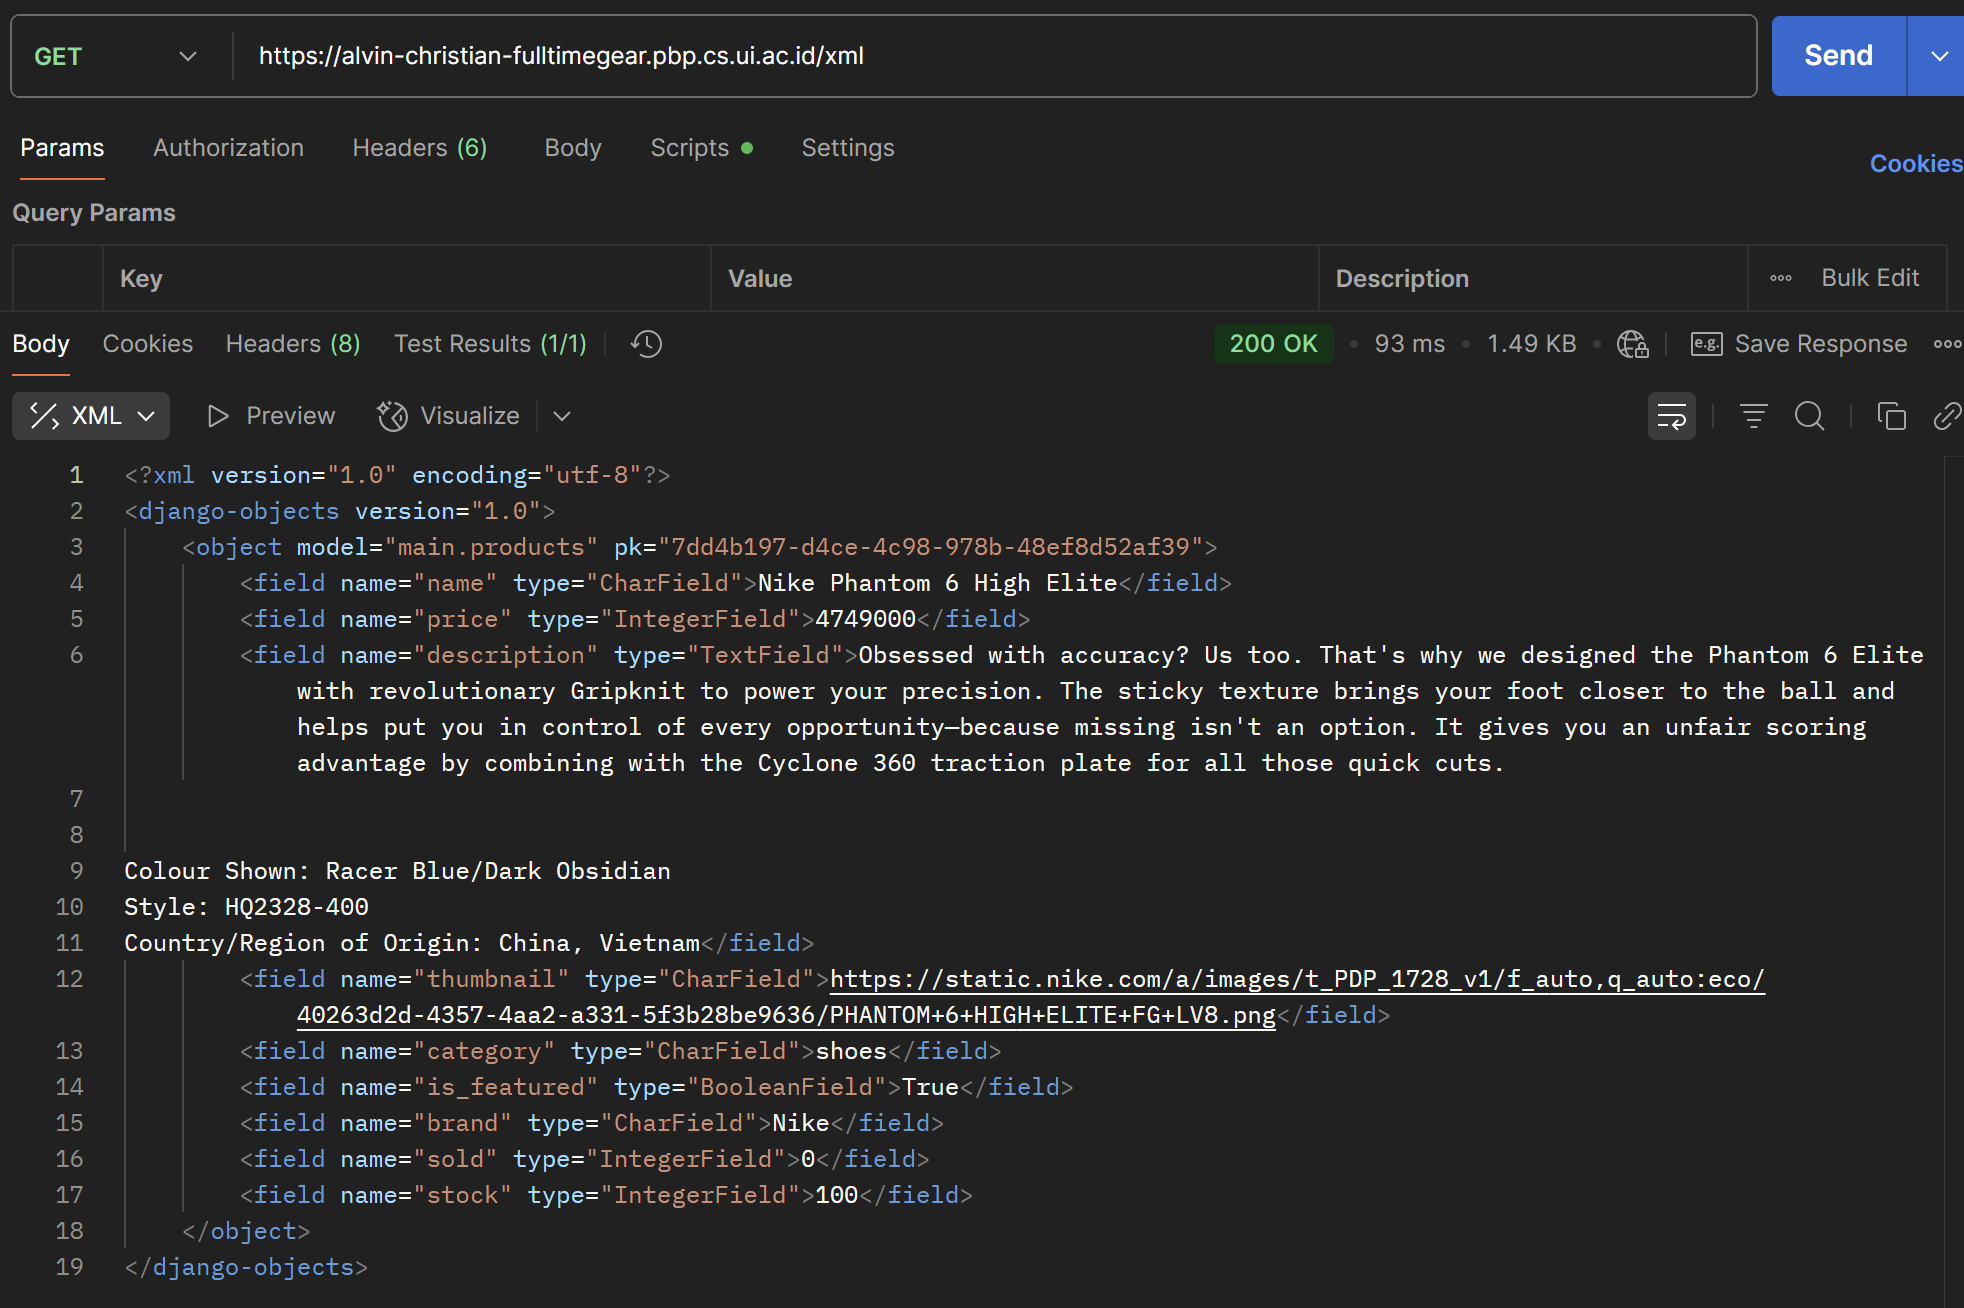 GET https://alvin-christian-fulltimegear.pbp.cs.ui.ac.id/xml Send
Params Authorization Headers (6) Body Scripts Settings Cookies
Query Params
Key Value Description Bulk Edit
Body Cookies Headers (8) Test Results (1/1) 200 OK • 93 ms • 1.49 KB • e.g. Save Response
XML Preview Visualize
1 <?xml version="1.0" encoding="utf-8"?>
2 <django-objects version="1.0">
3 <object model="main.products" pk="7dd4b197-d4ce-4c98-978b-48ef8d52af39">
4 <field name="name" type="CharField">Nike Phantom 6 High Elite</field>
5 <field name="price" type="IntegerField">4749000</field>
6 <field name="description" type="TextField">Obsessed with accuracy? Us too. That's why we designed the Phantom 6 Elite
with revolutionary Gripknit to power your precision. The sticky texture brings your foot closer to the ball and
helps put you in control of every opportunity—because missing isn't an option. It gives you an unfair scoring
advantage by combining with the Cyclone 360 traction plate for all those quick cuts.
7
8
9 Colour Shown: Racer Blue/Dark Obsidian
10 Style: HQ2328-400
11 Country/Region of Origin: China, Vietnam</field>
12 <field name="thumbnail" type="CharField">https://static.nike.com/a/images/t_PDP_1728_v1/f_auto,q_auto:eco/
40263d2d-4357-4aa2-a331-5f3b28be9636/PHANTOM+6+HIGH+ELITE+FG+LV8.png</field>
13 <field name="category" type="CharField">shoes</field>
14 <field name="is_featured" type="BooleanField">True</field>
15 <field name="brand" type="CharField">Nike</field>
16 <field name="sold" type="IntegerField">0</field>
17 <field name="stock" type="IntegerField">100</field>
18 </object>
19 </django-objects>